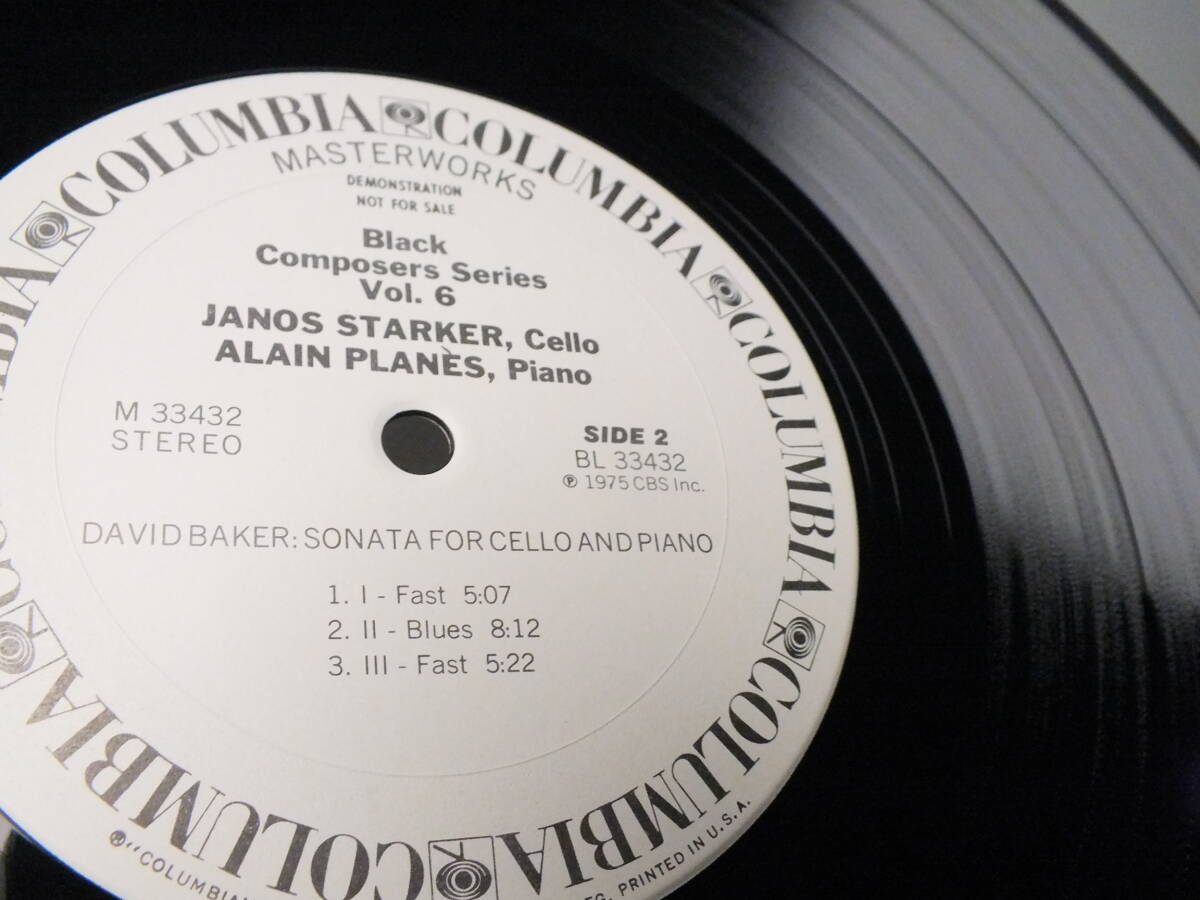 COLUMBIA COLUMBIA COLUMBIA COLUMBIA COLUMBIA COLUMBIA COLUMBIA
MASTERWORKS
DEMONSTRATION
NOT FOR SALE
Black
Composers Series
Vol. 6
JANOS STARKER, Cello
ALAIN PLANÈS, Piano
M 33432
STEREO
SIDE 2
BL 33432
℗ 1975 CBS Inc.
DAVID BAKER: SONATA FOR CELLO AND PIANO
1. I - Fast 5:07
2. II - Blues 8:12
3. III - Fast 5:22
PRINTED IN U.S.A.